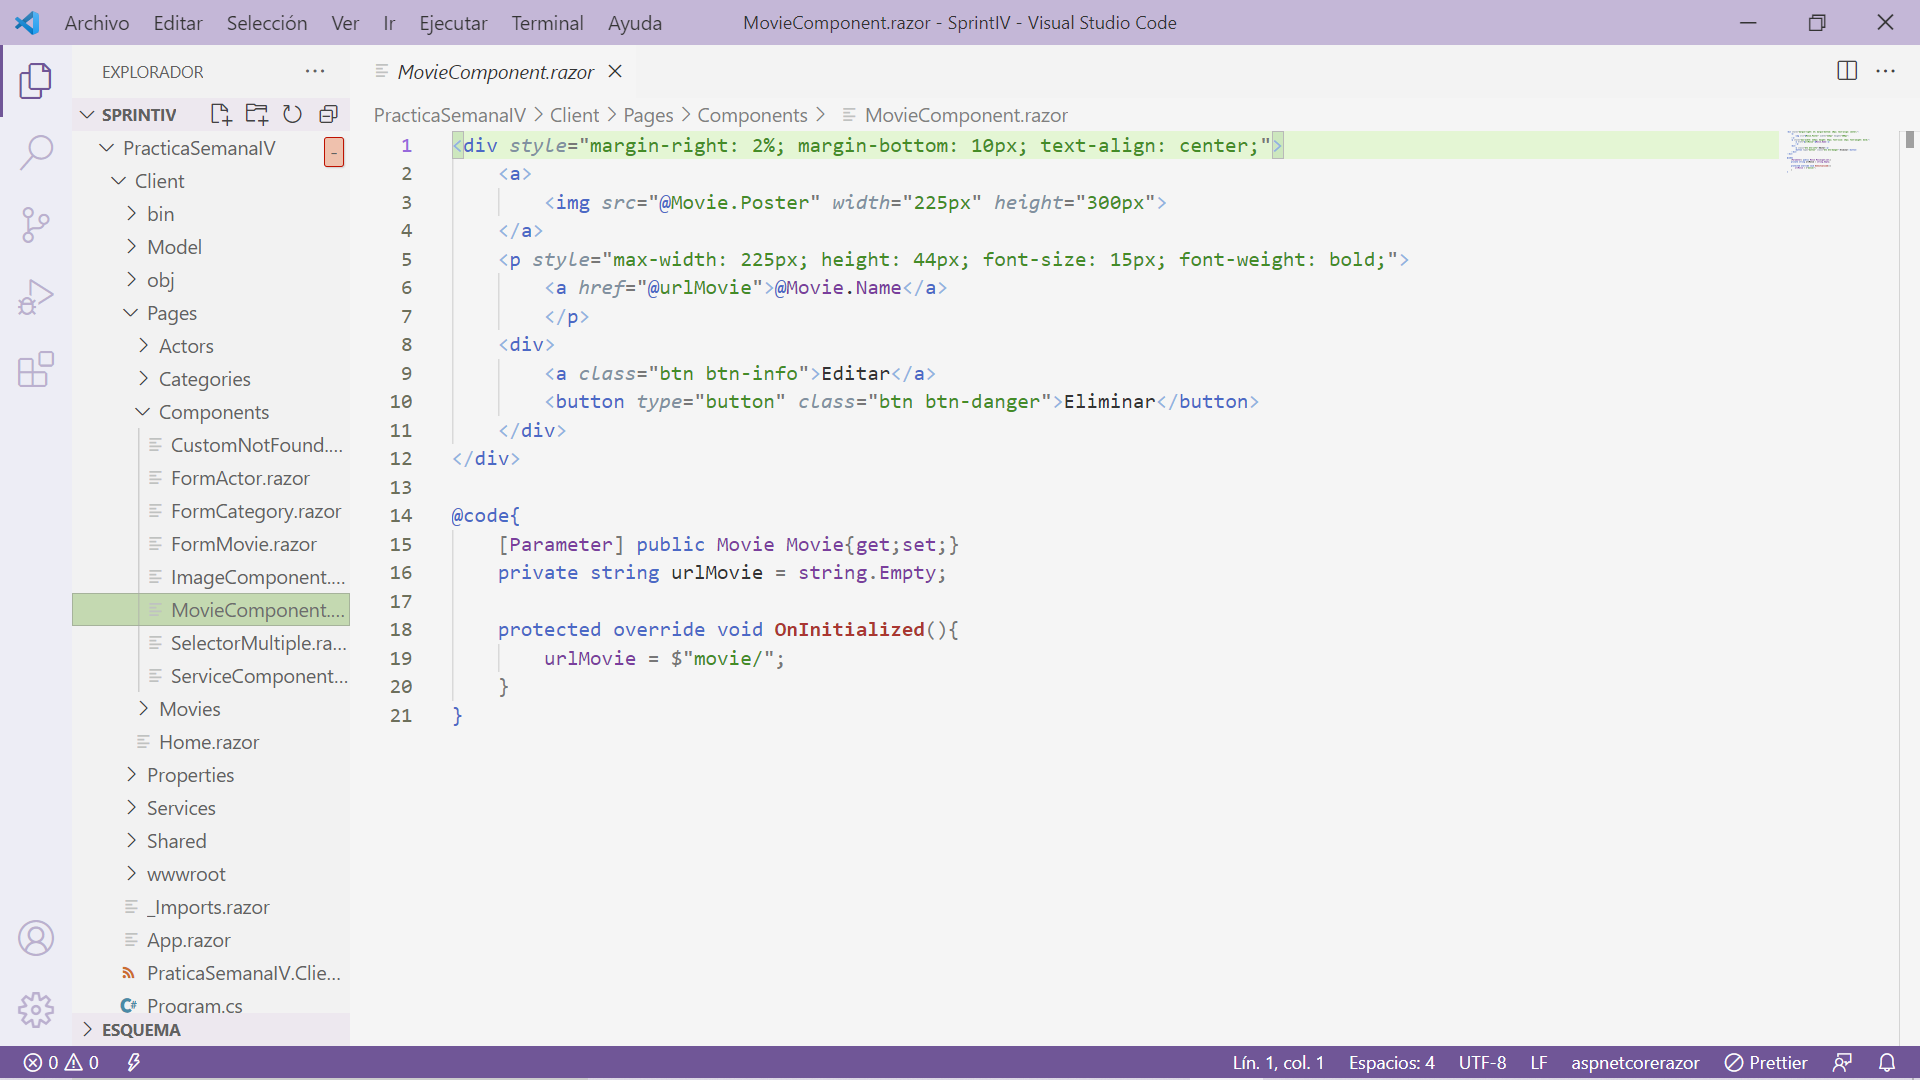 Archivo Editar Selección Ver Ir Ejecutar Terminal Ayuda MovieComponent.razor - SprintIV - Visual Studio Code
EXPLORADOR ···
SPRINTIV
PracticaSemanaIV
Client
bin
Model
obj
Pages
Actors
Categories
Components
CustomNotFound....
FormActor.razor
FormCategory.razor
FormMovie.razor
ImageComponent....
MovieComponent....
SelectorMultiple.ra...
ServiceComponent...
Movies
Home.razor
Properties
Services
Shared
wwwroot
_Imports.razor
App.razor
PraticaSemanaIV.Clie...
Program.cs
ESQUEMA
MovieComponent.razor
PracticaSemanaIV > Client > Pages > Components > MovieComponent.razor
1 <div style="margin-right: 2%; margin-bottom: 10px; text-align: center;">
2 <a>
3 <img src="@Movie.Poster" width="225px" height="300px">
4 </a>
5 <p style="max-width: 225px; height: 44px; font-size: 15px; font-weight: bold;">
6 <a href="@urlMovie">@Movie.Name</a>
7 </p>
8 <div>
9 <a class="btn btn-info">Editar</a>
10 <button type="button" class="btn btn-danger">Eliminar</button>
11 </div>
12 </div>
13
14 @code{
15 [Parameter] public Movie Movie{get;set;}
16 private string urlMovie = string.Empty;
17
18 protected override void OnInitialized(){
19 urlMovie = $"movie/";
20 }
21 }
0 0 Lín. 1, col. 1 Espacios: 4 UTF-8 LF aspnetcorerazor Prettier